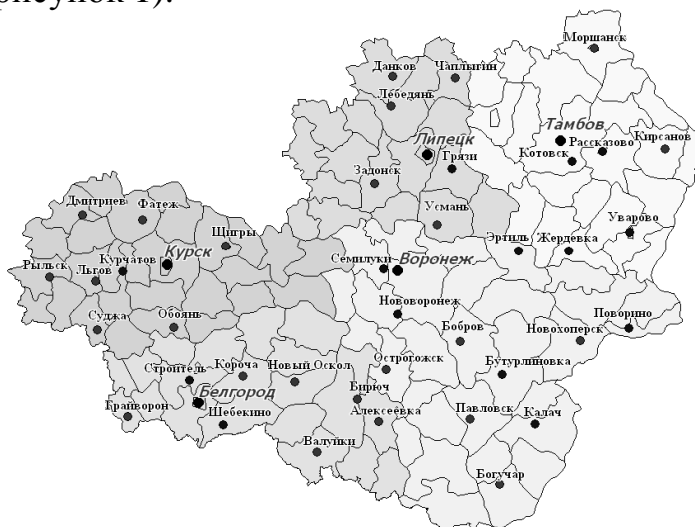 рисунок 1).
Моршанск
Данков
Чаплыгин
Лебедянь
Тамбов
Липецк
Котовск
Рассказово
Кирсанов
Грязи
Задонск
Дмитриев
Фатеж
Усмань
Уварово
Щигры
Эртиль
Жердевка
Курск
Семилуки
Воронеж
Рыльск
Льгов
Курчатов
Нововоронеж
Суджа
Обоянь
Бобров
Новохоперск
Поворино
Строитель
Короча
Новый Оскол
Острогожск
Бутурлиновка
Бирюч
Белгород
Грайворон
Шебекино
Алексеевка
Павловск
Калач
Валуйки
Богучар